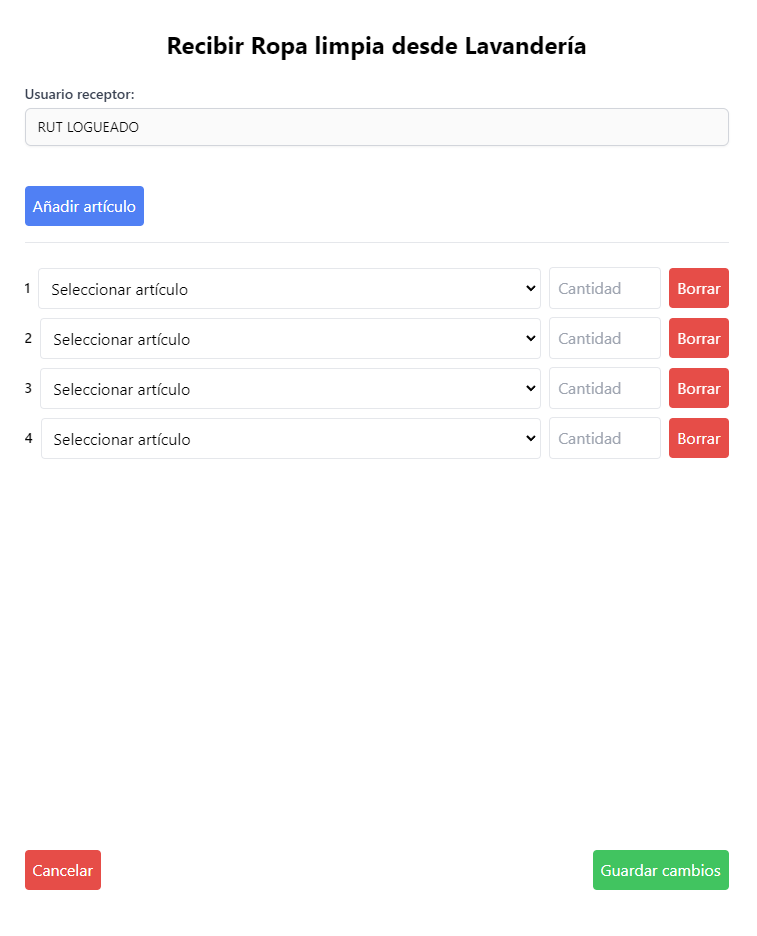 Recibir Ropa limpia desde Lavandería
Usuario receptor:
RUT LOGUEADO
Añadir artículo
1 Seleccionar artículo Cantidad Borrar
2 Seleccionar artículo Cantidad Borrar
3 Seleccionar artículo Cantidad Borrar
4 Seleccionar artículo Cantidad Borrar
Cancelar Guardar cambios